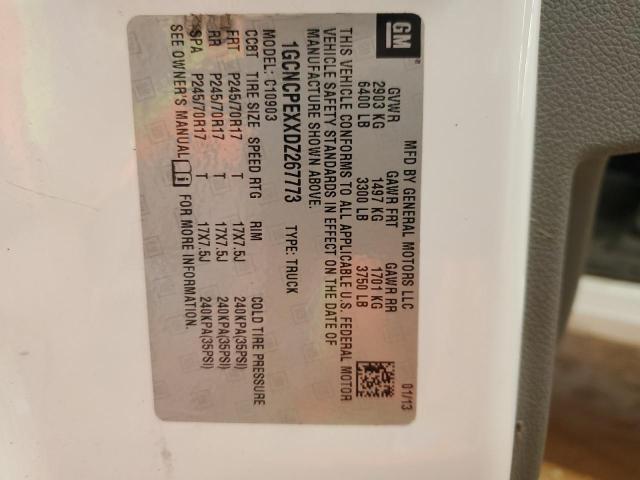 GM
MFD BY GENERAL MOTORS LLC 01/13
GVWR GAWR FRT GAWR RR
2903 KG 1497 KG 1701 KG
6400 LB 3300 LB 3750 LB
THIS VEHICLE CONFORMS TO ALL APPLICABLE U.S. FEDERAL MOTOR
VEHICLE SAFETY STANDARDS IN EFFECT ON THE DATE OF
MANUFACTURE SHOWN ABOVE.
1GCNCPEXXDZ267773 TYPE: TRUCK
MODEL: C10903
CC8T TIRE SIZE SPEED RTG RIM COLD TIRE PRESSURE
FRT P245/70R17 T 17X7.5J 240KPA(35PSI)
RR P245/70R17 T 17X7.5J 240KPA(35PSI)
SPA P245/70R17 T 17X7.5J 240KPA(35PSI)
SEE OWNER'S MANUAL FOR MORE INFORMATION.